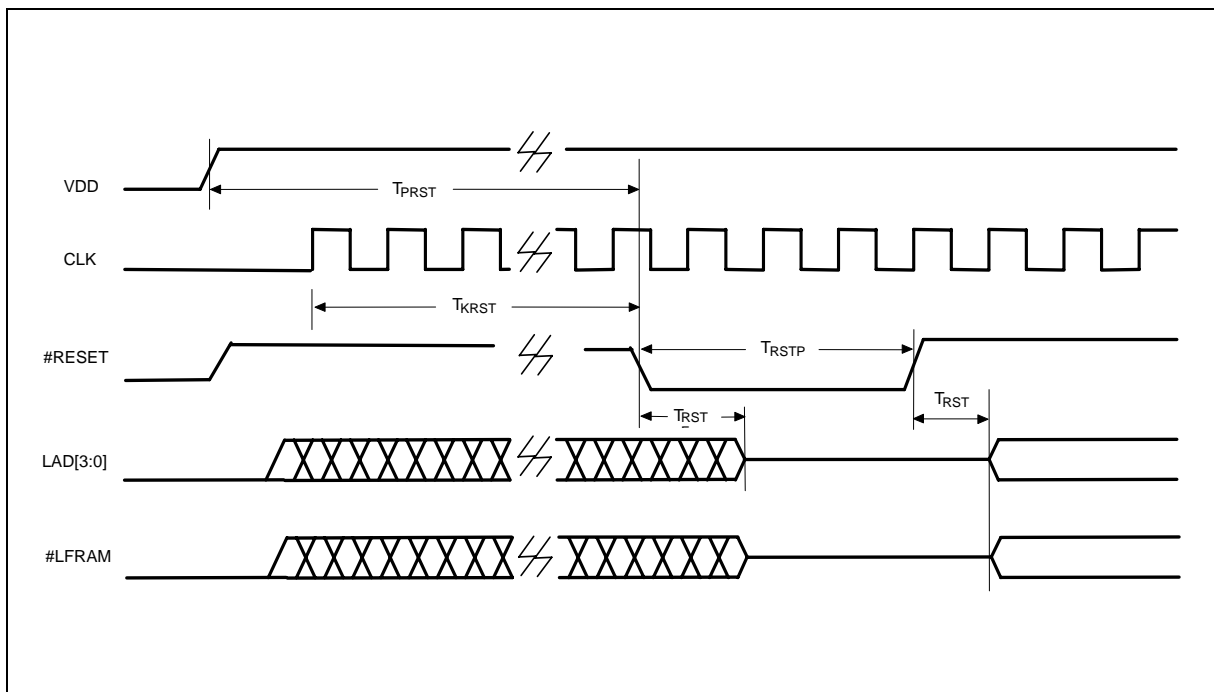 VDD
TPRST
CLK
TKRST
#RESET
TRSTP
TRST
TRST
LAD[3:0]
#LFRAM